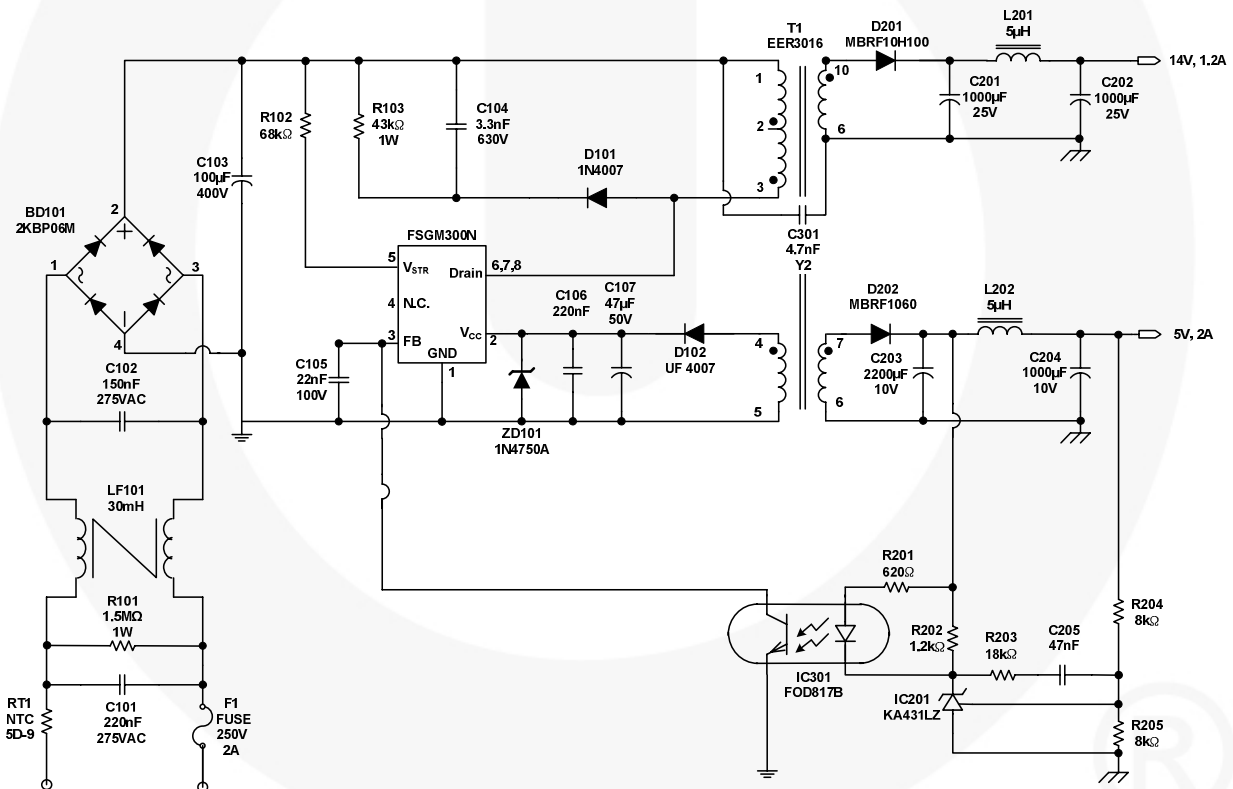 L201
5µH
T1
EER3016
D201
MBRF10H100
14V, 1.2A
1
10
C201
1000µF
25V
C202
1000µF
25V
R102
68kΩ
R103
43kΩ
1W
C104
3.3nF
630V
2
6
D101
1N4007
C103
100µF
400V
3
BD101
2KBP06M
2
+
C301
4.7nF
Y2
FSGM300N
1
3
5
VSTR
Drain
6,7,8
4
N.C.
C106
220nF
C107
47µF
50V
D202
MBRF1060
L202
5µH
3
FB
VCC
2
4
7
5V, 2A
4
GND
1
D102
UF 4007
C105
22nF
100V
C203
2200µF
10V
C204
1000µF
10V
C102
150nF
275VAC
5
6
ZD101
1N4750A
LF101
30mH
R201
620Ω
R101
1.5MΩ
1W
R202
1.2kΩ
R203
18kΩ
C205
47nF
R204
8kΩ
IC301
FOD817B
IC201
KA431LZ
RT1
NTC
5D-9
C101
220nF
275VAC
F1
FUSE
250V
2A
R205
8kΩ
®